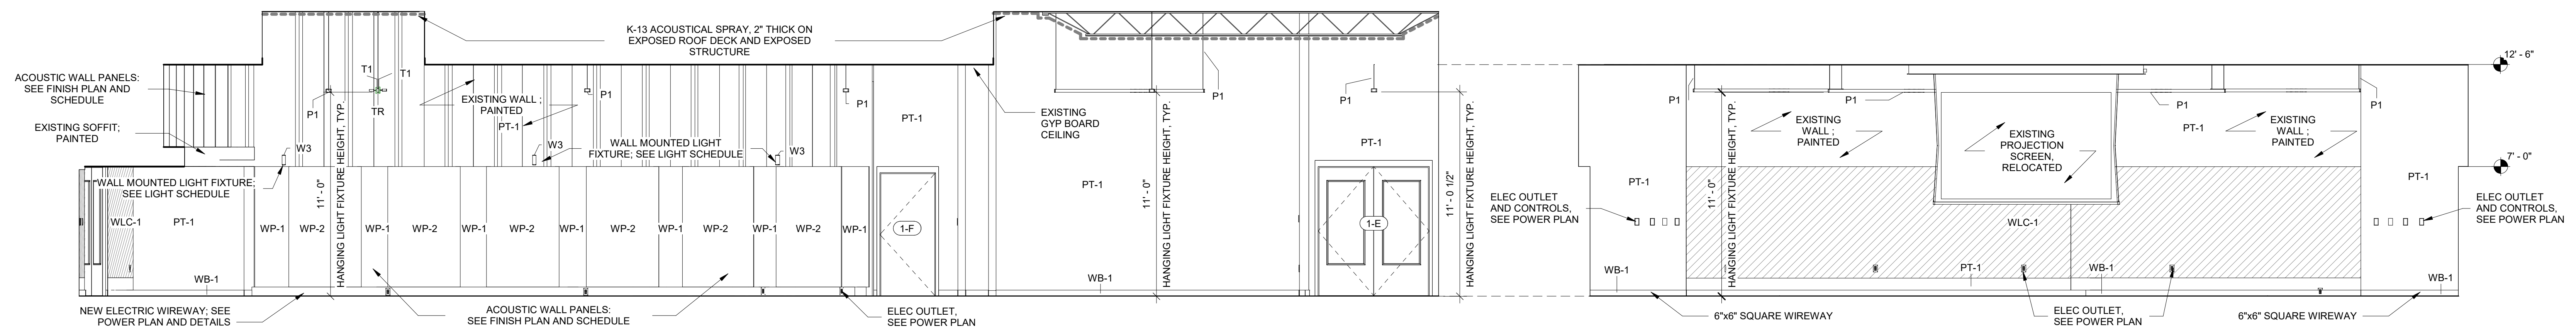 K-13 ACOUSTICAL SPRAY, 2" THICK ON
EXPOSED ROOF DECK AND EXPOSED
STRUCTURE
ACOUSTIC WALL PANELS:
SEE FINISH PLAN AND
SCHEDULE
EXISTING SOFFIT;
PAINTED
T1
T1
P1
TR
EXISTING WALL ;
PAINTED
PT-1
P1
P1
W3
W3
W3
WALL MOUNTED LIGHT
FIXTURE; SEE LIGHT SCHEDULE
WALL MOUNTED LIGHT FIXTURE;
SEE LIGHT SCHEDULE
11' - 0"
HANGING LIGHT FIXTURE HEIGHT, TYP.
WLC-1
PT-1
WP-1
WP-2
WP-1
WP-2
WP-1
WP-2
WP-1
WP-2
WP-1
WP-2
WP-1
WP-2
WP-1
WB-1
NEW ELECTRIC WIREWAY; SEE
POWER PLAN AND DETAILS
ACOUSTIC WALL PANELS:
SEE FINISH PLAN AND SCHEDULE
ELEC OUTLET,
SEE POWER PLAN
PT-1
1-F
EXISTING
GYP BOARD
CEILING
PT-1
WB-1
11' - 0"
HANGING LIGHT FIXTURE HEIGHT, TYP.
P1
P1
PT-1
1-E
11' - 0 1/2"
HANGING LIGHT FIXTURE HEIGHT, TYP.
ELEC OUTLET
AND CONTROLS,
SEE POWER PLAN
PT-1
WB-1
P1
11' - 0"
HANGING LIGHT FIXTURE HEIGHT, TYP.
EXISTING
WALL ;
PAINTED
P1
EXISTING
PROJECTION
SCREEN,
RELOCATED
P1
PT-1
EXISTING
WALL ;
PAINTED
P1
WLC-1
PT-1
WB-1
PT-1
WB-1
6"x6" SQUARE WIREWAY
ELEC OUTLET,
SEE POWER PLAN
6"x6" SQUARE WIREWAY
ELEC OUTLET
AND CONTROLS,
SEE POWER PLAN
12' - 6"
7' - 0"